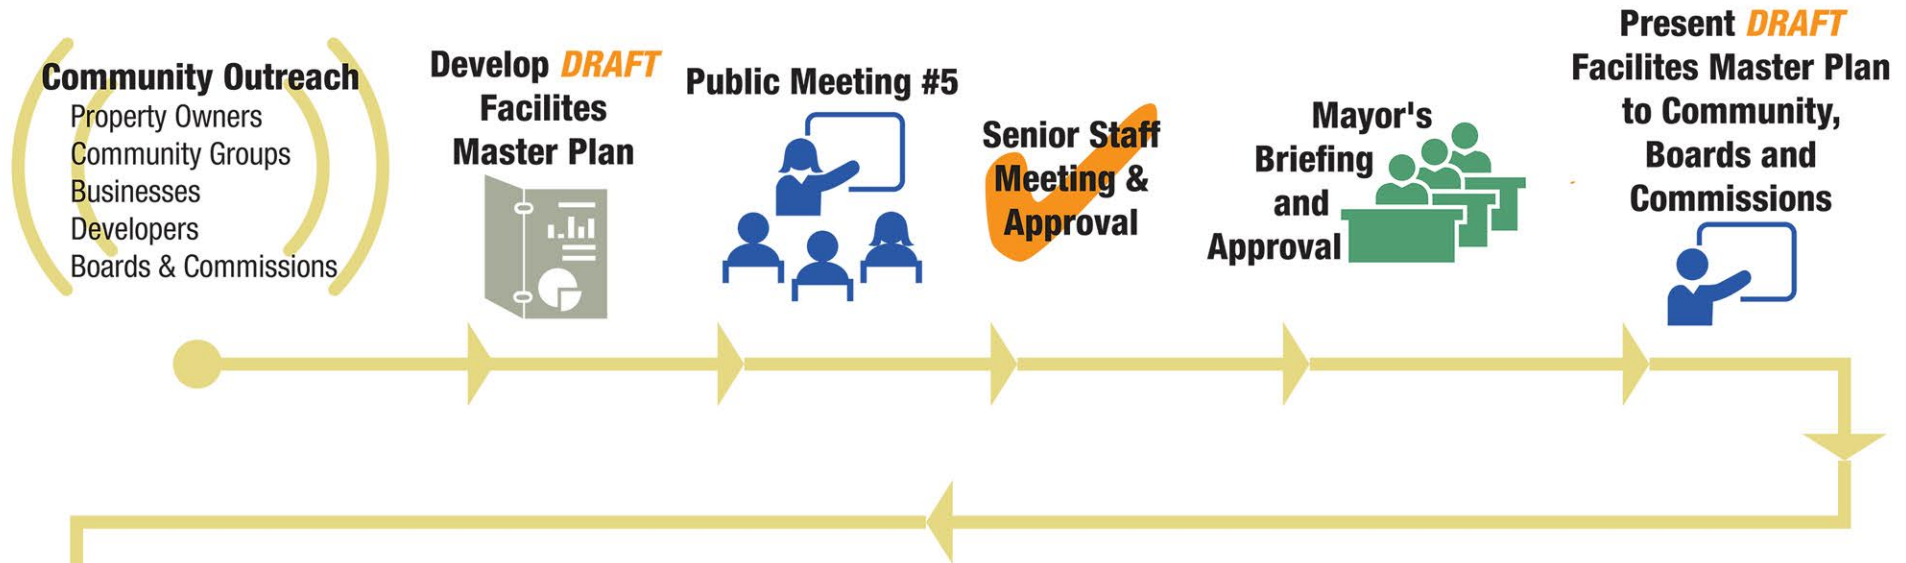 Community Outreach
Property Owners
Community Groups
Businesses
Developers
Boards & Commissions
Develop DRAFT
Facilites
Master Plan
Public Meeting #5
Senior Staff
Meeting &
Approval
Mayor's
Briefing
and
Approval
Present DRAFT
Facilites Master Plan
to Community,
Boards and
Commissions